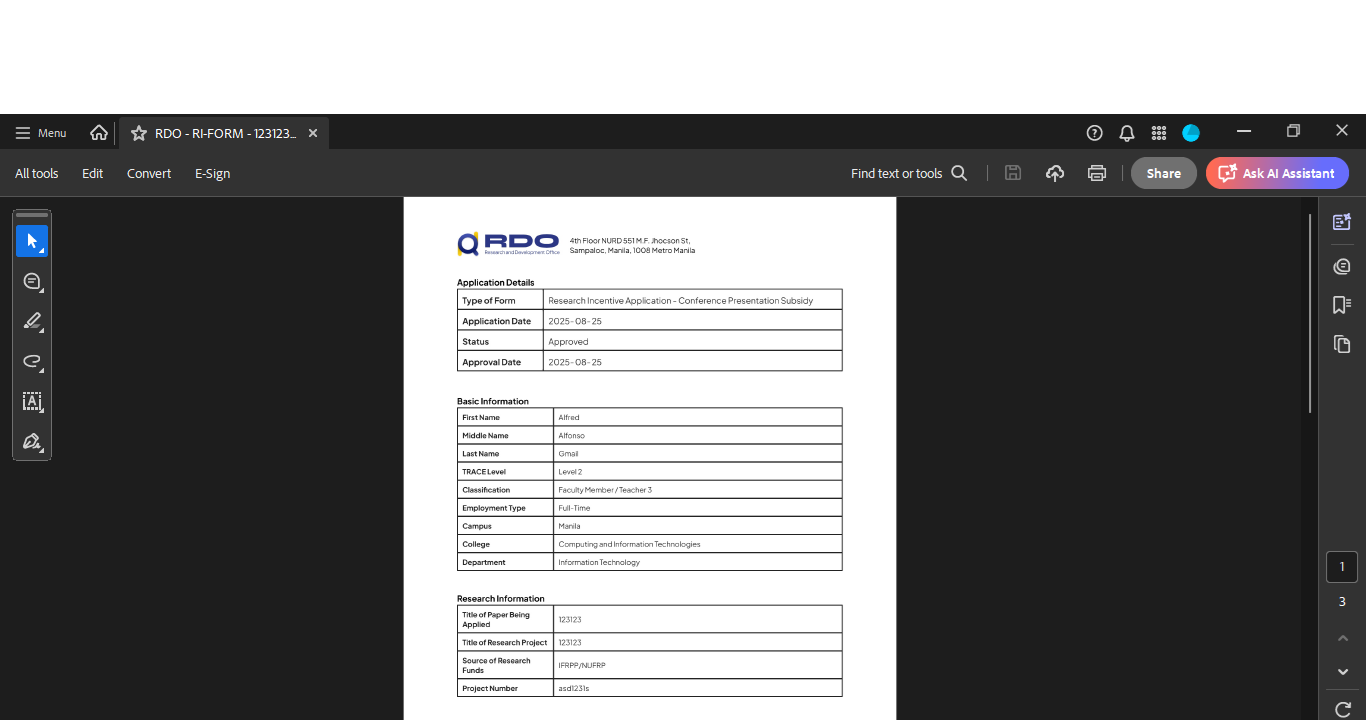 Menu
RDO - RI-FORM - 123123...
All tools
Edit
Convert
E-Sign
Find text or tools
Share
Ask AI Assistant
RDO
Research and Development Office
4th Floor NURD 551 M.F. Jhocson St,
Sampaloc, Manila, 1008 Metro Manila
Application Details
Type of Form Research Incentive Application - Conference Presentation Subsidy
Application Date 2025-08-25
Status Approved
Approval Date 2025-08-25
Basic Information
First Name Alfred
Middle Name Alfonso
Last Name Gmail
TRACE Level Level 2
Classification Faculty Member / Teacher 3
Employment Type Full-Time
Campus Manila
College Computing and Information Technologies
Department Information Technology
Research Information
Title of Paper Being
Applied 123123
Title of Research Project 123123
Source of Research
Funds IFRPP/NUFRP
Project Number asd1231s
1
3